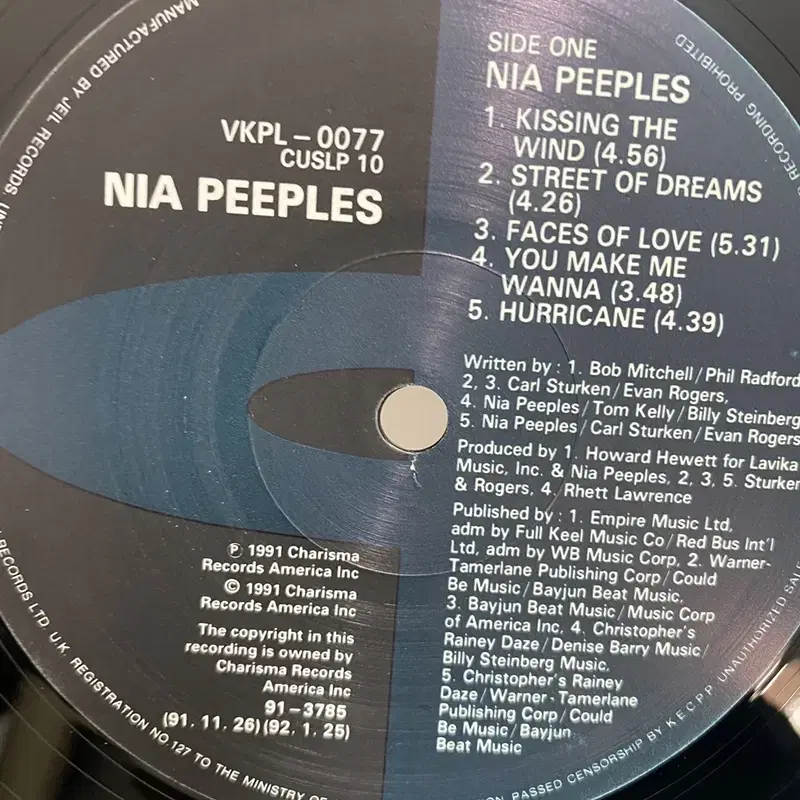 MANUFACTURED BY JEIL RECORDS,
RECORDING PROHIBITED
VKPL-0077
CUSLP 10
NIA PEEPLES
SIDE ONE
NIA PEEPLES
1. KISSING THE
WIND (4.56)
2. STREET OF DREAMS
(4.26)
3. FACES OF LOVE (5.31)
4. YOU MAKE ME
WANNA (3.48)
5. HURRICANE (4.39)
Written by : 1. Bob Mitchell/Phil Radford
2, 3. Carl Sturken/Evan Rogers,
4. Nia Peeples/Tom Kelly/Billy Steinberg
5. Nia Peeples/Carl Sturken/Evan Rogers
Produced by 1. Howard Hewett for Lavika
Music, Inc. & Nia Peeples, 2, 3, 5. Sturken
& Rogers, 4. Rhett Lawrence
Published by : 1. Empire Music Ltd,
adm by Full Keel Music Co/Red Bus Int'l
Ltd, adm by WB Music Corp, 2. Warner-
Tamerlane Publishing Corp/Could
Be Music/Bayjun Beat Music.
3. Bayjun Beat Music/Music Corp
of America Inc. 4. Christopher's
Rainey Daze/Denise Barry Music/
Billy Steinberg Music.
5. Christopher's Rainey
Daze/Warner-Tamerlane
Publishing Corp/Could
Be Music/Bayjun
Beat Music
℗ 1991 Charisma
Records America Inc
© 1991 Charisma
Records America Inc
The copyright in this
recording is owned by
Charisma Records
America Inc
91-3785
(91. 11. 26)(92. 1. 25)
RECORDS LTD. U.K. REGISTRATION NO.127 TO THE MINISTRY OF
PASSED CENSORSHIP BY K.E.C.P.P. UNAUTHORIZED SALE